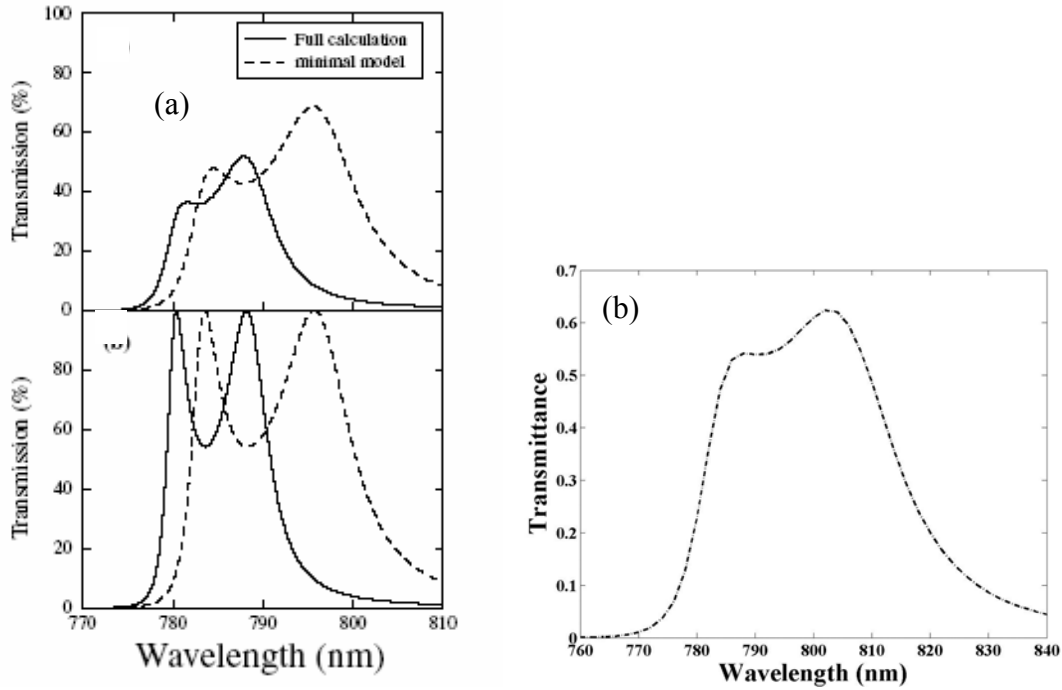 100
80
60
40
20
0
Transmission (%)
Full calculation
minimal model
(a)
80
60
40
20
0
Transmission (%)
770 780 790 800 810
Wavelength (nm)
(b)
0.7
0.6
0.5
0.4
0.3
0.2
0.1
0
Transmittance
760 770 780 790 800 810 820 830 840
Wavelength (nm)